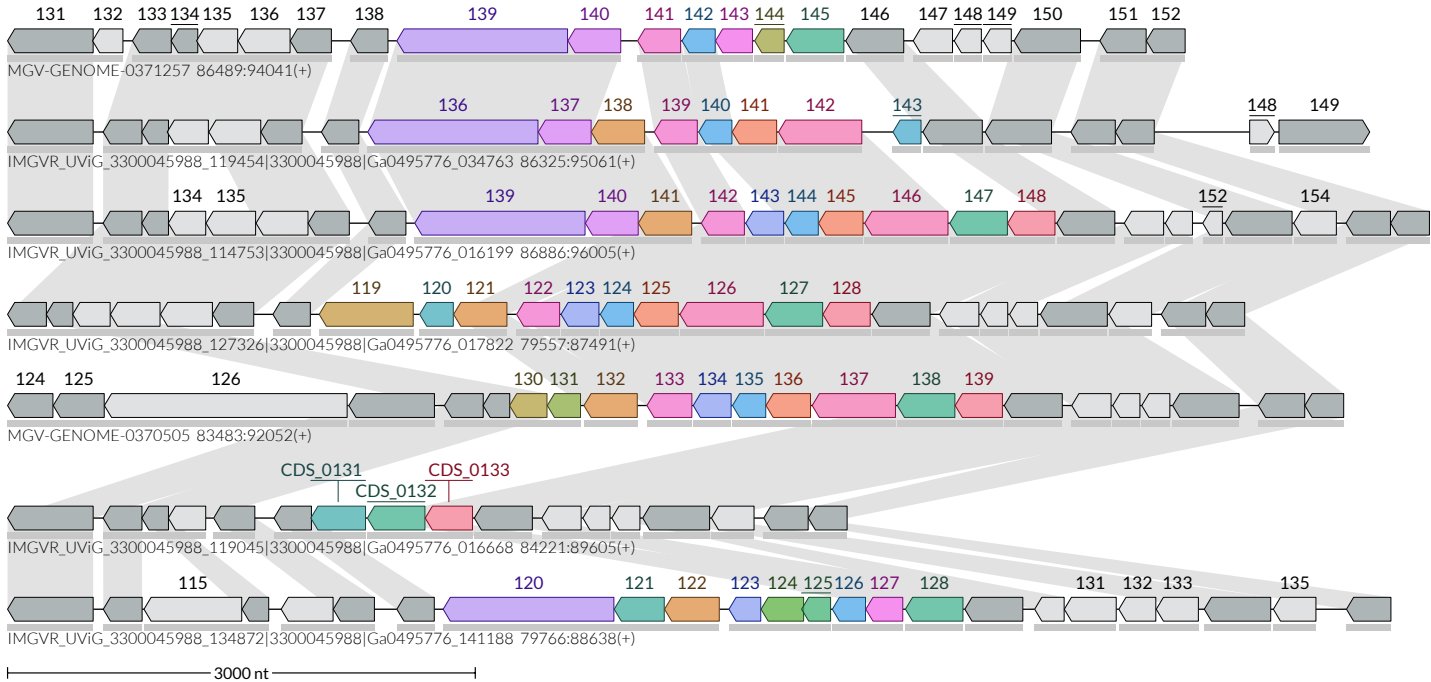 131 132 133 134 135 136 137 138 139 140 141 142 143 144 145 146 147 148 149 150 151 152
MGV-GENOME-0371257 86489:94041(+)
136 137 138 139 140 141 142 143 148 149
IMGVR_UViG_3300045988_119454|3300045988|Ga0495776_034763 86325:95061(+)
134 135 139 140 141 142 143 144 145 146 147 148 152 154
IMGVR_UViG_3300045988_114753|3300045988|Ga0495776_016199 86886:96005(+)
119 120 121 122 123 124 125 126 127 128
IMGVR_UViG_3300045988_127326|3300045988|Ga0495776_017822 79557:87491(+)
124 125 126 130 131 132 133 134 135 136 137 138 139
MGV-GENOME-0370505 83483:92052(+)
CDS_0131 CDS_0133
CDS_0132
IMGVR_UViG_3300045988_119045|3300045988|Ga0495776_016668 84221:89605(+)
115 120 121 122 123 124 125 126 127 128 131 132 133 135
IMGVR_UViG_3300045988_134872|3300045988|Ga0495776_141188 79766:88638(+)
3000 nt